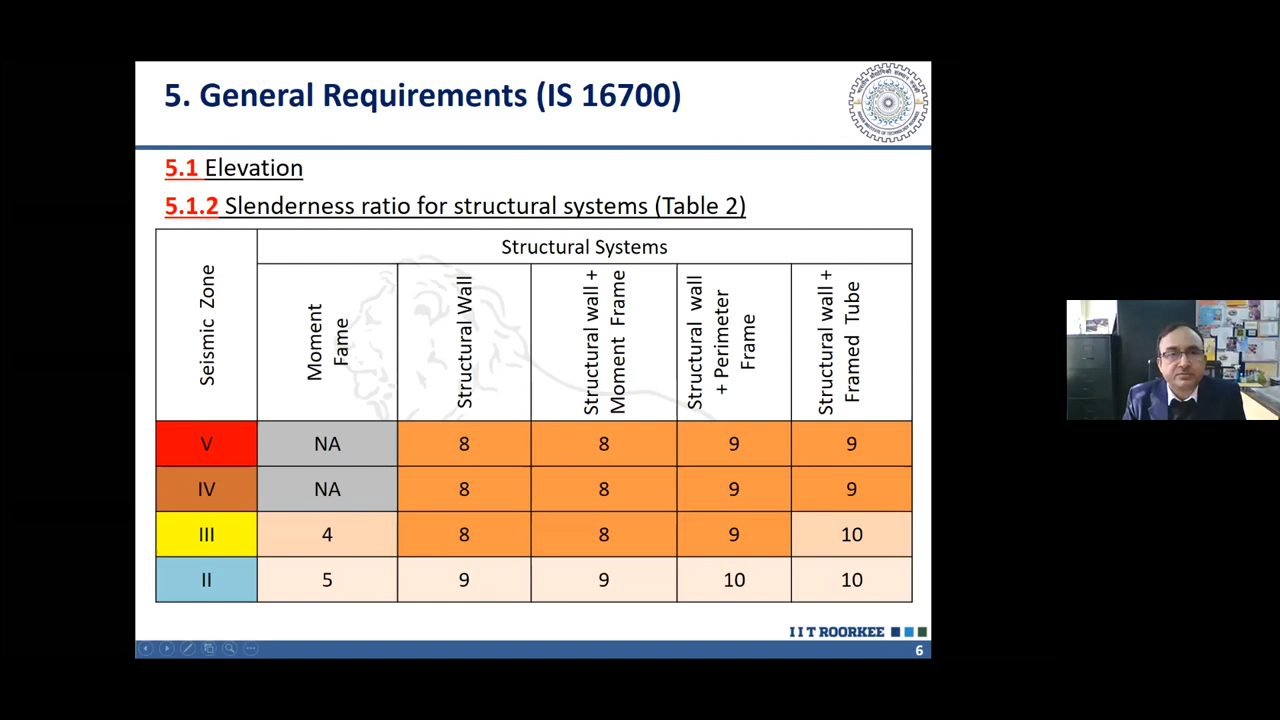 5. General Requirements (IS 16700)
5.1 Elevation
5.1.2 Slenderness ratio for structural systems (Table 2)
Seismic Zone
Structural Systems
Moment
Fame
Structural Wall
Structural wall +
Moment Frame
Structural wall
+ Perimeter
Frame
Structural wall +
Framed Tube
V NA 8 8 9 9
IV NA 8 8 9 9
III 4 8 8 9 10
II 5 9 9 10 10
I I T ROORKEE
6